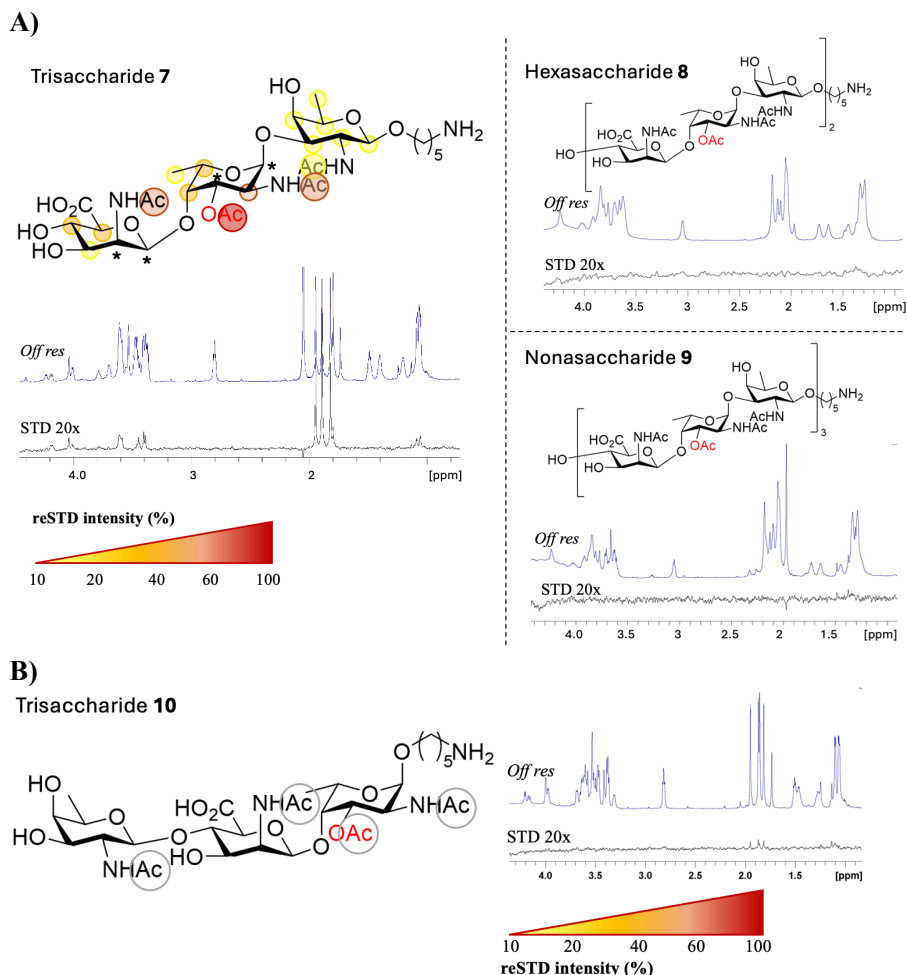 A)
Trisaccharide 7
HO
O
O
O
NH2
5
Ac
HN
NHAc
*
*
OAc
NHAc
HO2C
HO
HO
O
O
*
*
Off res
STD 20x
4.0 3.0 2 [ppm]
reSTD intensity (%)
10 20 40 60 100
Hexasaccharide 8
HO
O
O
O
NH2
5
AcHN
2
NHAc
OAc
HO2C
NHAc
HO
HO
O
O
Off res
STD 20x
4.0 3.5 3 2.5 2 1.5 [ppm]
Nonasaccharide 9
HO
O
O
O
NH2
5
AcHN
3
NHAc
OAc
HO2C
NHAc
HO
HO
O
O
Off res
STD 20x
4.0 3.5 3 2.5 2 1.5 [ppm]
B)
Trisaccharide 10
O
NH2
5
HO
HO
O
O
NHAc
HO2C
NHAc
O
NHAc
HO
O
O
OAc
Off res
STD 20x
4.0 3.0 2.0 1.5 [ppm]
10 20 40 60 100
reSTD intensity (%)